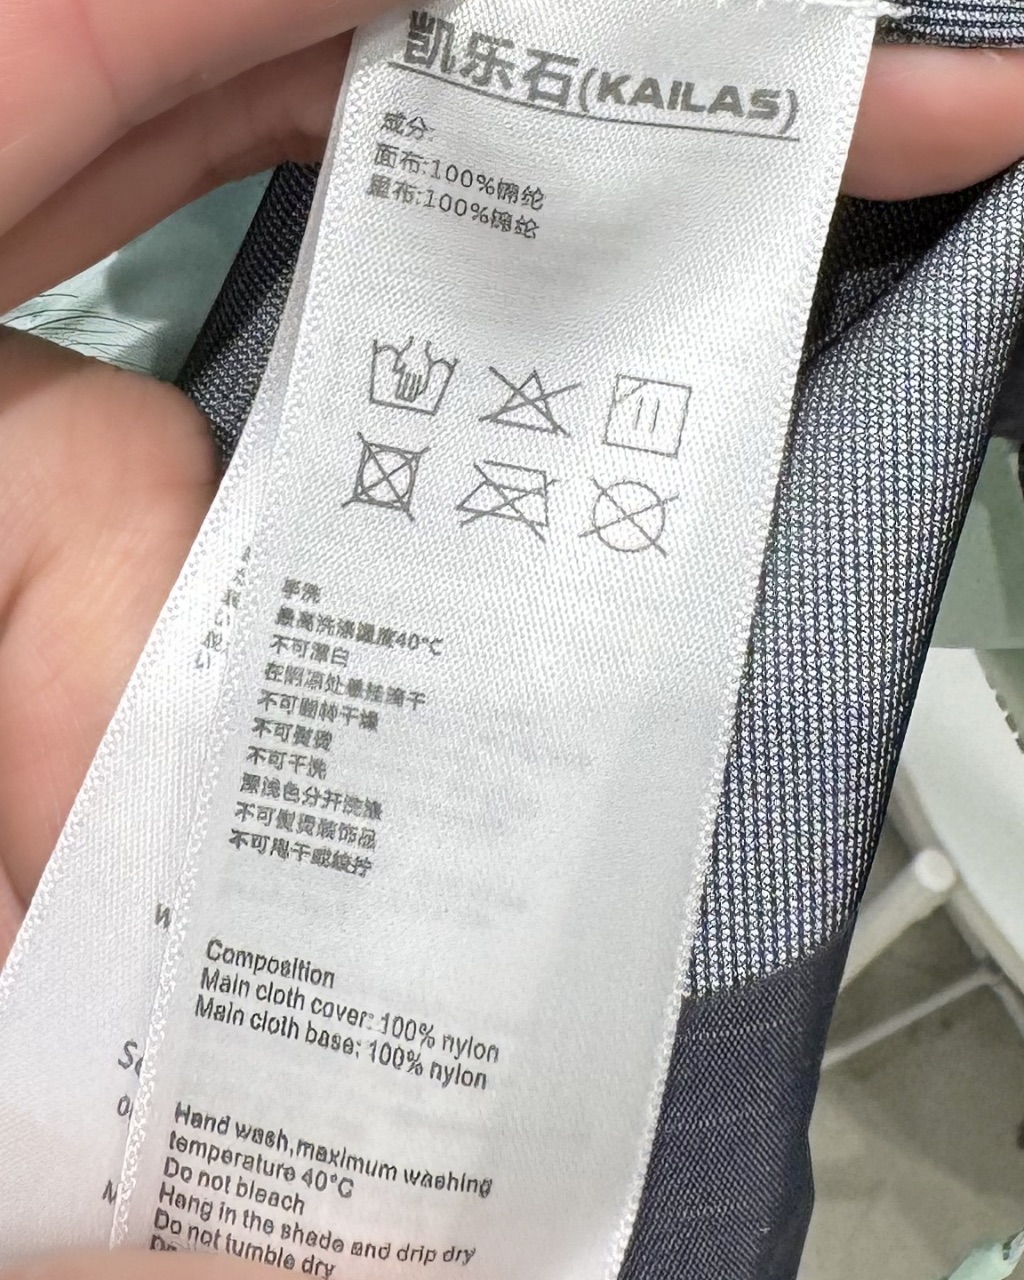 凯乐石(KAILAS)
成分:
面布:100%锦纶
里布:100%锦纶
手洗
最高洗涤温度40℃
不可漂白
在阴凉处悬挂滴干
不可翻转干燥
不可熨烫
不可干洗
深浅色分开洗涤
不可熨烫装饰品
不可甩干或绞拧
Composition
Main cloth cover: 100% nylon
Main cloth base: 100% nylon
Hand wash,maximum washing
temperature 40°C
Do not bleach
Hang in the shade and drip dry
Do not tumble dry